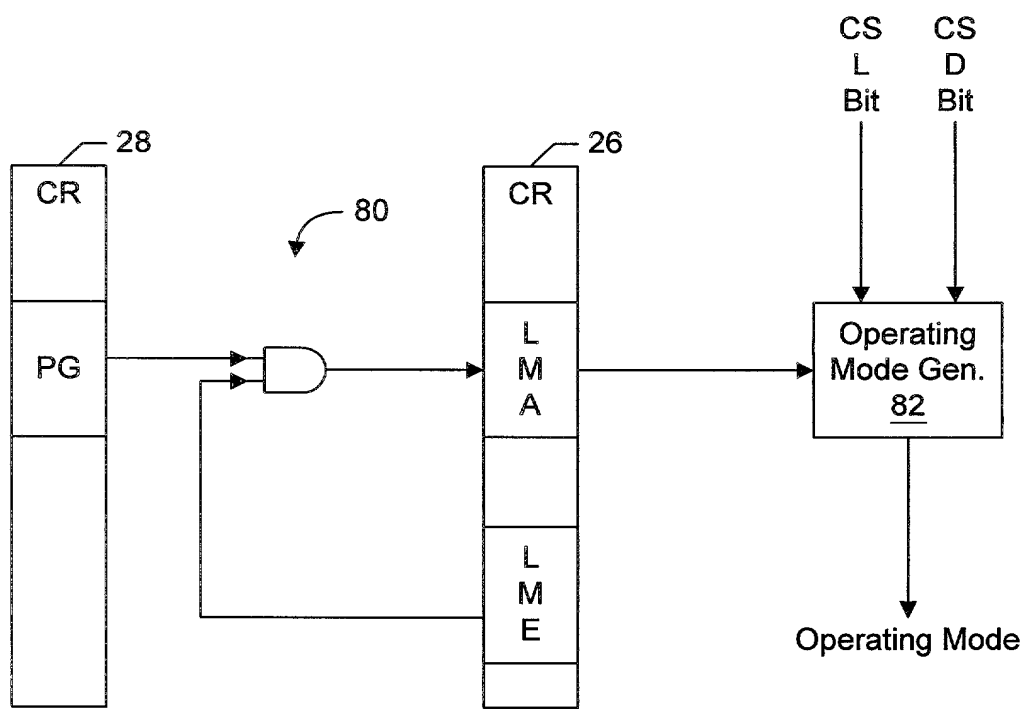 CS
L
Bit
CS
D
Bit
28
CR
PG
80
26
CR
L
M
A
L
M
E
Operating
Mode Gen.
82
Operating Mode